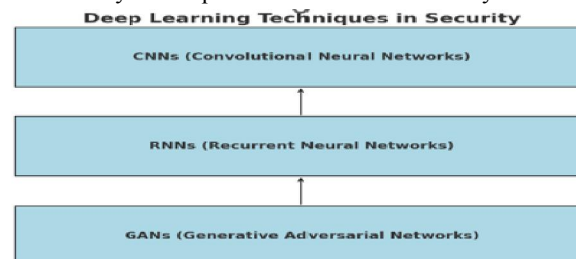 Deep Learning Techniques in Security
CNNs (Convolutional Neural Networks)
RNNs (Recurrent Neural Networks)
GANs (Generative Adversarial Networks)